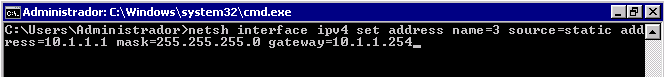 Administrador: C:\Windows\system32\cmd.exe
C:\Users\Administrador>netsh interface ipv4 set address name=3 source=static add
ress=10.1.1.1 mask=255.255.255.0 gateway=10.1.1.254